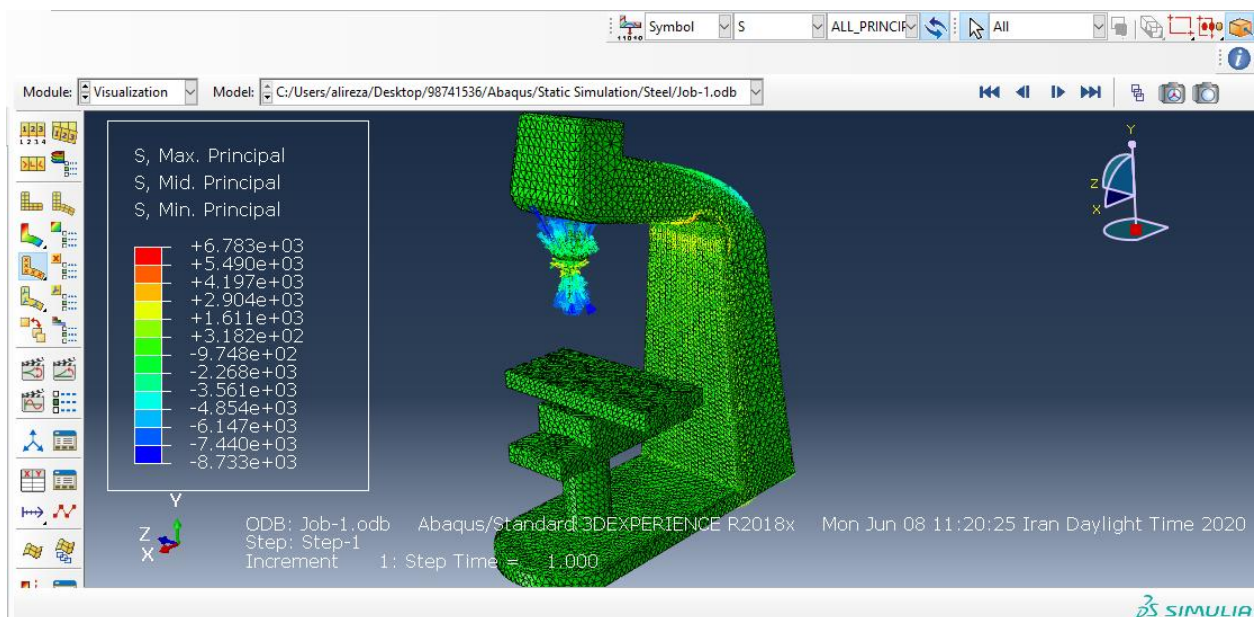 Symbol S ALL_PRINCIF All
11010
Module: Visualization Model: C:/Users/alireza/Desktop/98741536/Abaqus/Static Simulation/Steel/Job-1.odb
S, Max. Principal
S, Mid. Principal
S, Min. Principal
+6.783e+03
+5.490e+03
+4.197e+03
+2.904e+03
+1.611e+03
+3.182e+02
-9.748e+02
-2.268e+03
-3.561e+03
-4.854e+03
-6.147e+03
-7.440e+03
-8.733e+03
Y
Z
X
Y
Z
X
ODB: Job-1.odb Abaqus/Standard 3DEXPERIENCE R2018x Mon Jun 08 11:20:25 Iran Daylight Time 2020
Step: Step-1
Increment 1: Step Time = 1.000
SIMULIA